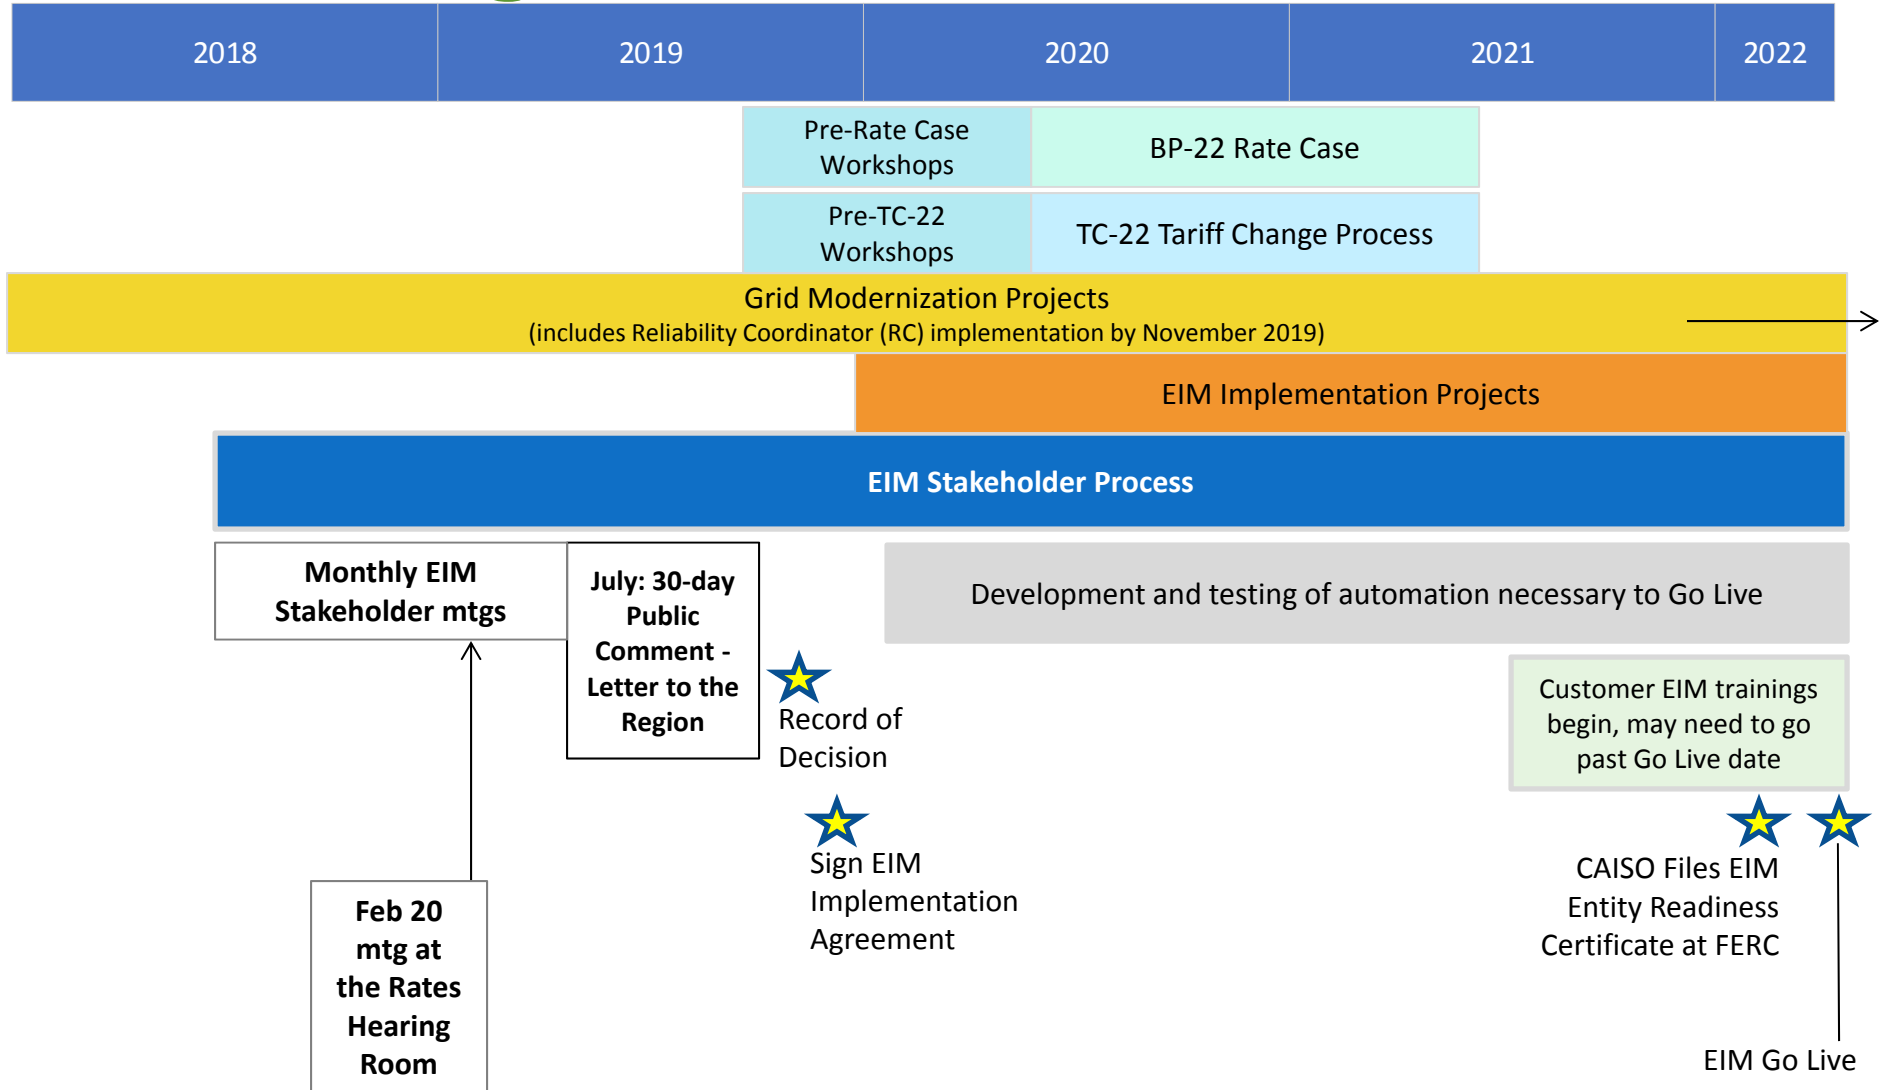 2018
2019
2020
2021
2022
Pre-Rate Case
Workshops
BP-22 Rate Case
Pre-TC-22
Workshops
TC-22 Tariff Change Process
Grid Modernization Projects
(includes Reliability Coordinator (RC) implementation by November 2019)
EIM Implementation Projects
EIM Stakeholder Process
Monthly EIM
Stakeholder mtgs
July: 30-day
Public
Comment -
Letter to the
Region
Development and testing of automation necessary to Go Live
Record of
Decision
Customer EIM trainings
begin, may need to go
past Go Live date
Sign EIM
Implementation
Agreement
CAISO Files EIM
Entity Readiness
Certificate at FERC
Feb 20
mtg at
the Rates
Hearing
Room
EIM Go Live